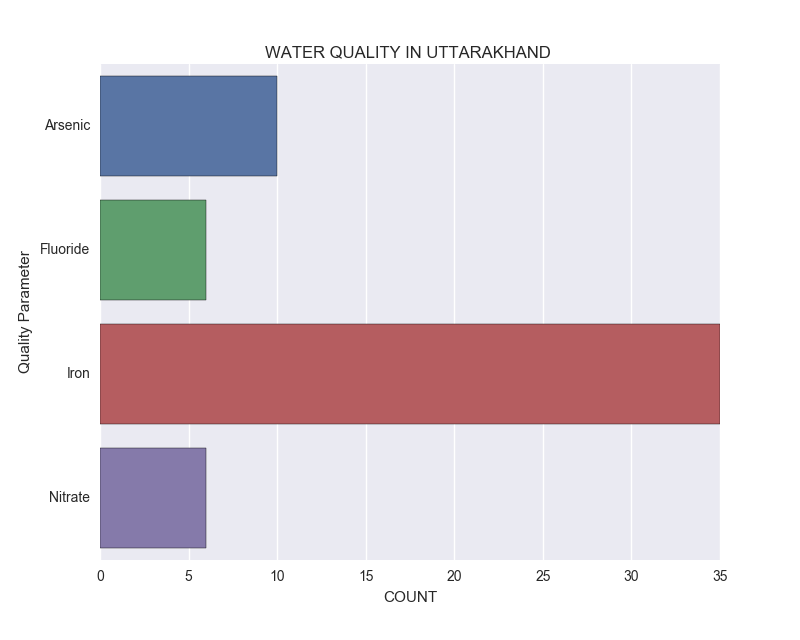 WATER QUALITY IN UTTARAKHAND
Quality Parameter
Arsenic
Fluoride
Iron
Nitrate
0 5 10 15 20 25 30 35
COUNT